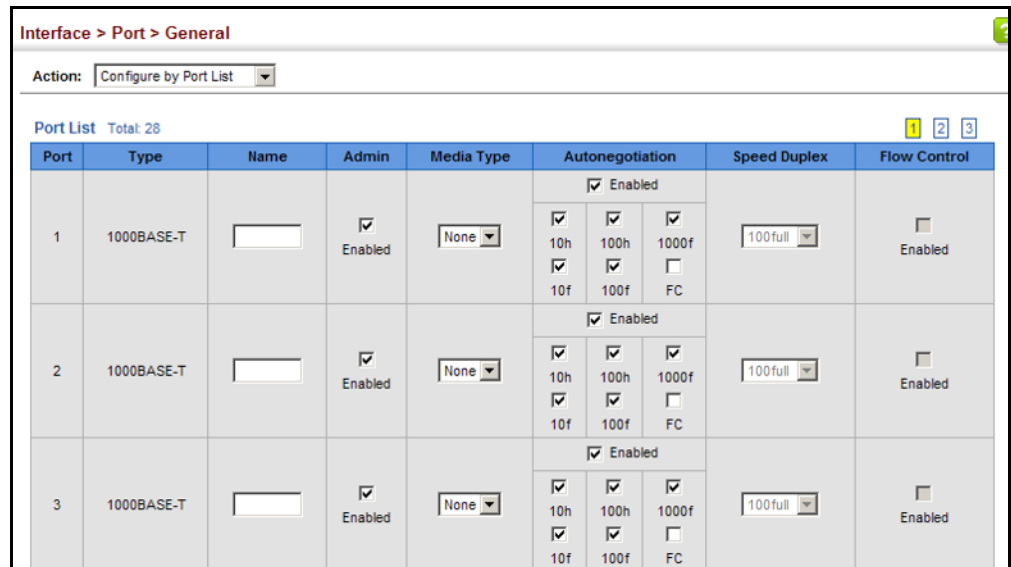 Interface > Port > General
?
Action: Configure by Port List
Port List Total: 28 1 2 3
Port Type Name Admin Media Type Autonegotiation Speed Duplex Flow Control
Enabled
1 1000BASE-T Enabled None 10h 100h 1000f 100full Enabled
10f 100f FC
Enabled
2 1000BASE-T Enabled None 10h 100h 1000f 100full Enabled
10f 100f FC
Enabled
3 1000BASE-T Enabled None 10h 100h 1000f 100full Enabled
10f 100f FC